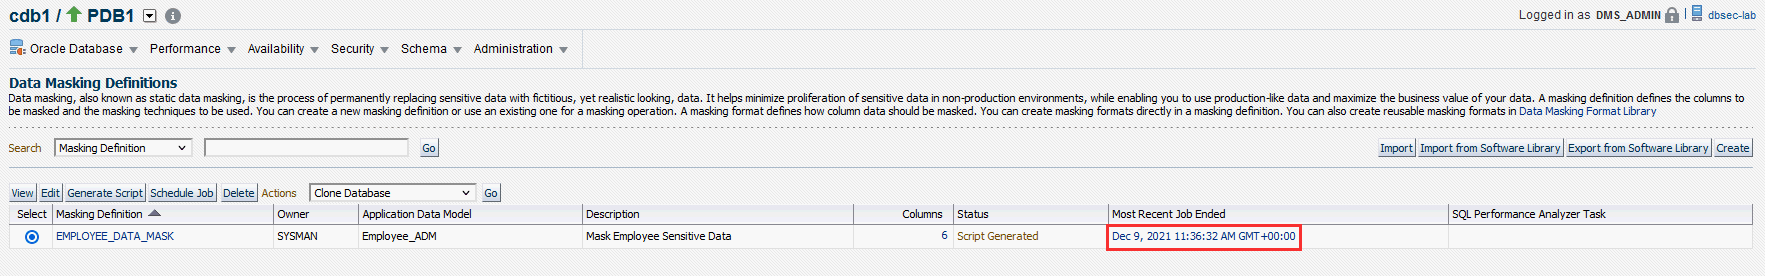 cdb1 / PDB1
Logged in as DMS_ADMIN | dbsec-lab
Oracle Database Performance Availability Security Schema Administration
Data Masking Definitions
Data masking, also known as static data masking, is the process of permanently replacing sensitive data with fictitious, yet realistic looking, data. It helps minimize proliferation of sensitive data in non-production environments, while enabling you to use production-like data and maximize the business value of your data. A masking definition defines the columns to
be masked and the masking techniques to be used. You can create a new masking definition or use an existing one for a masking operation. A masking format defines how column data should be masked. You can create masking formats directly in a masking definition. You can also create reusable masking formats in Data Masking Format Library
Search Masking Definition Go Import Import from Software Library Export from Software Library Create
View Edit Generate Script Schedule Job Delete Actions Clone Database Go
Select Masking Definition Owner Application Data Model Description Columns Status Most Recent Job Ended SQL Performance Analyzer Task
EMPLOYEE_DATA_MASK SYSMAN Employee_ADM Mask Employee Sensitive Data 6 Script Generated Dec 9, 2021 11:36:32 AM GMT+00:00